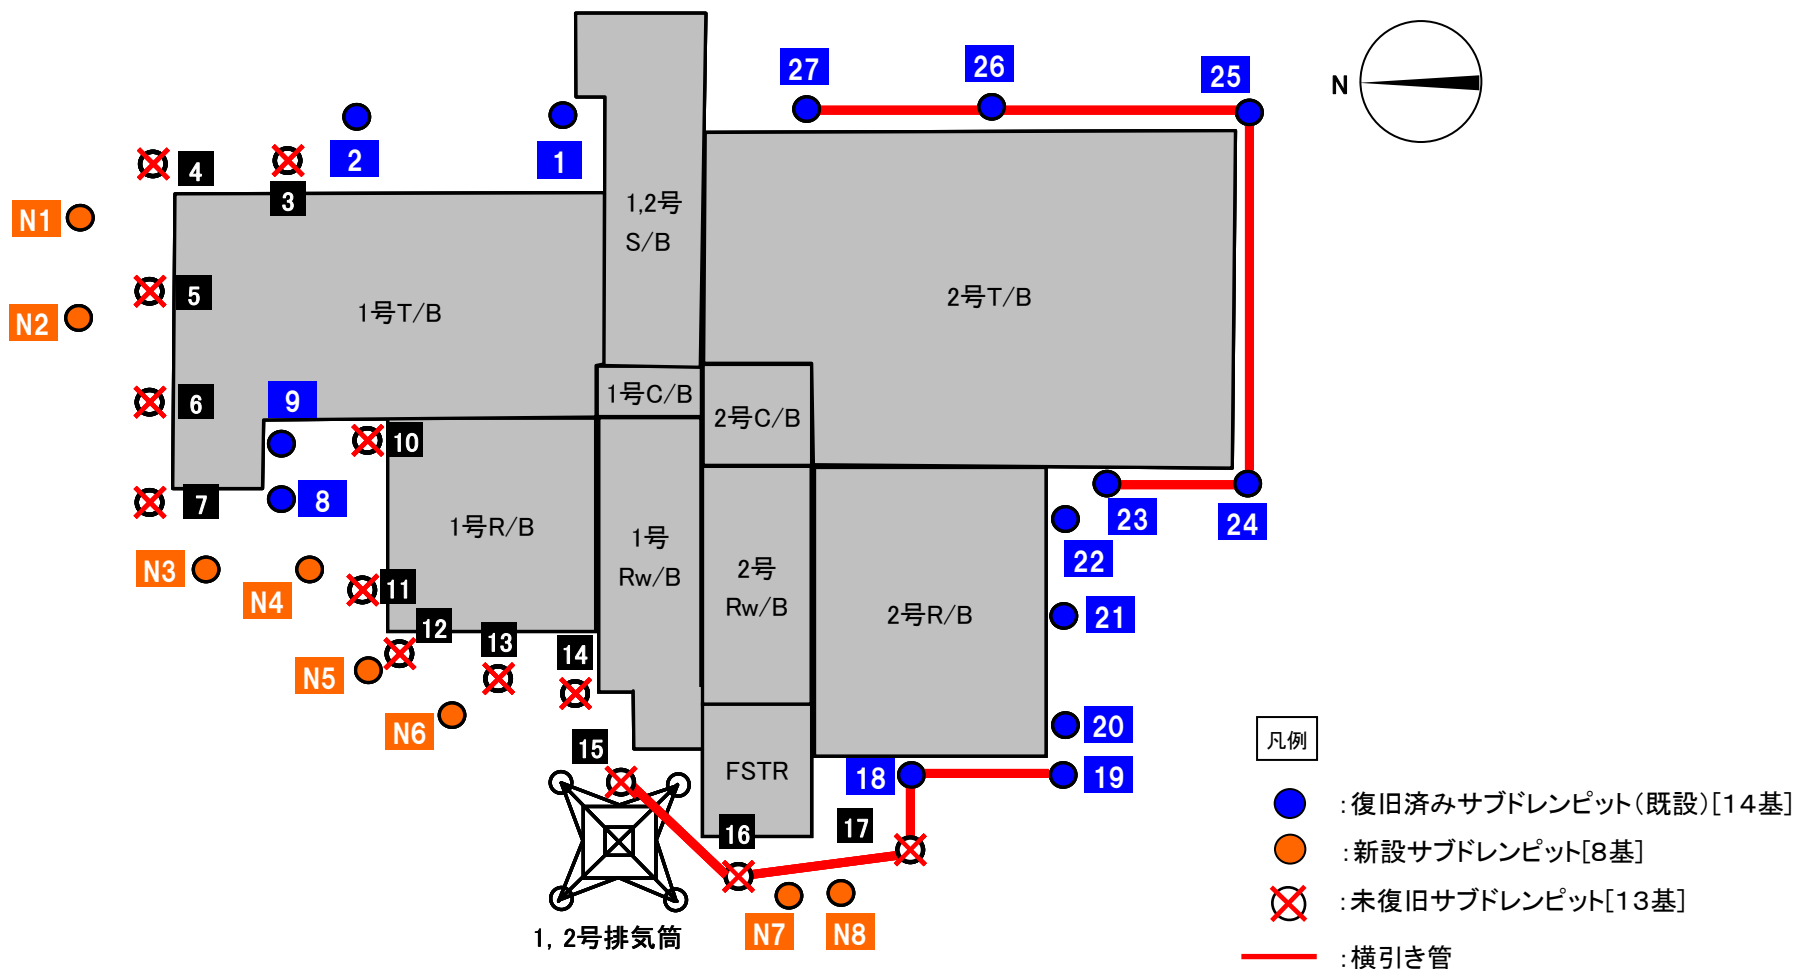 27
26
25
N
2
1
4
3
N1
1,2号
S/B
5
1号T/B
2号T/B
N2
6
9
1号C/B
2号C/B
10
7
8
1号R/B
23
24
22
N3
N4
11
1号
Rw/B
2号
Rw/B
2号R/B
21
12
13
14
N5
N6
20
15
FSTR
18
19
16
17
N7
N8
1, 2号排気筒
凡例
:復旧済みサブドレンピット(既設)[14基]
:新設サブドレンピット[8基]
:未復旧サブドレンピット[13基]
:横引き管